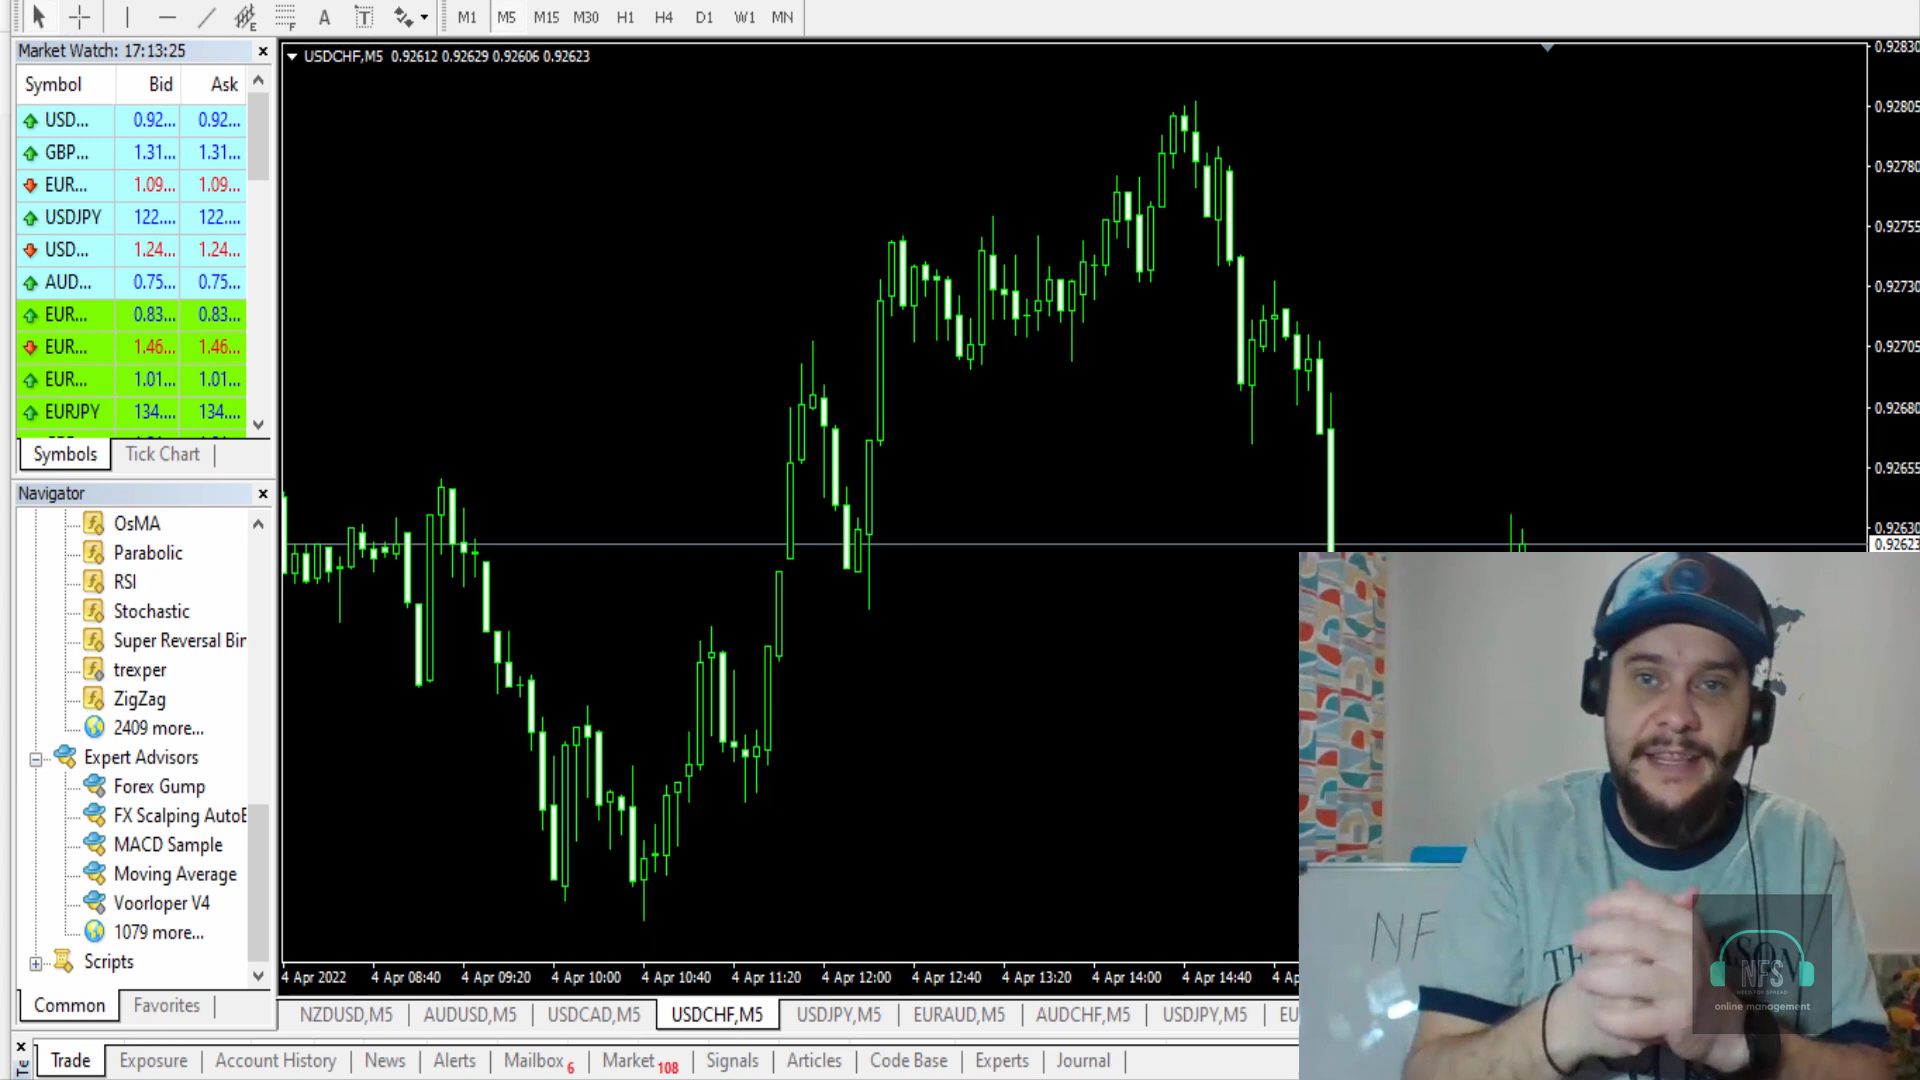 E
F
A
T
M1 M5 M15 M30 H1 H4 D1 W1 MN
Market Watch: 17:13:25
Symbol Bid Ask
USD... 0.92... 0.92...
GBP... 1.31... 1.31...
EUR... 1.09... 1.09...
USDJPY 122.... 122....
USD... 1.24... 1.24...
AUD... 0.75... 0.75...
EUR... 0.83... 0.83...
EUR... 1.46... 1.46...
EUR... 1.01... 1.01...
EURJPY 134.... 134....
Symbols Tick Chart
Navigator
OsMA
Parabolic
RSI
Stochastic
Super Reversal Bin
trexper
ZigZag
2409 more...
Expert Advisors
Forex Gump
FX Scalping AutoE
MACD Sample
Moving Average
Voorloper V4
1079 more...
Scripts
Common Favorites
USDCHF,M5 0.92612 0.92629 0.92606 0.92623
0.92830
0.92805
0.92780
0.92755
0.92730
0.92705
0.92680
0.92655
0.92630
0.92623
4 Apr 2022 4 Apr 08:40 4 Apr 09:20 4 Apr 10:00 4 Apr 10:40 4 Apr 11:20 4 Apr 12:00 4 Apr 12:40 4 Apr 13:20 4 Apr 14:00 4 Apr 14:40 4 A
NZDUSD,M5 AUDUSD,M5 USDCAD,M5 USDCHF,M5 USDJPY,M5 EURAUD,M5 AUDCHF,M5 USDJPY,M5 EU
Te
Trade Exposure Account History News Alerts Mailbox 6 Market 108 Signals Articles Code Base Experts Journal
NF
NFS
NEED FOR SPREAD
online management